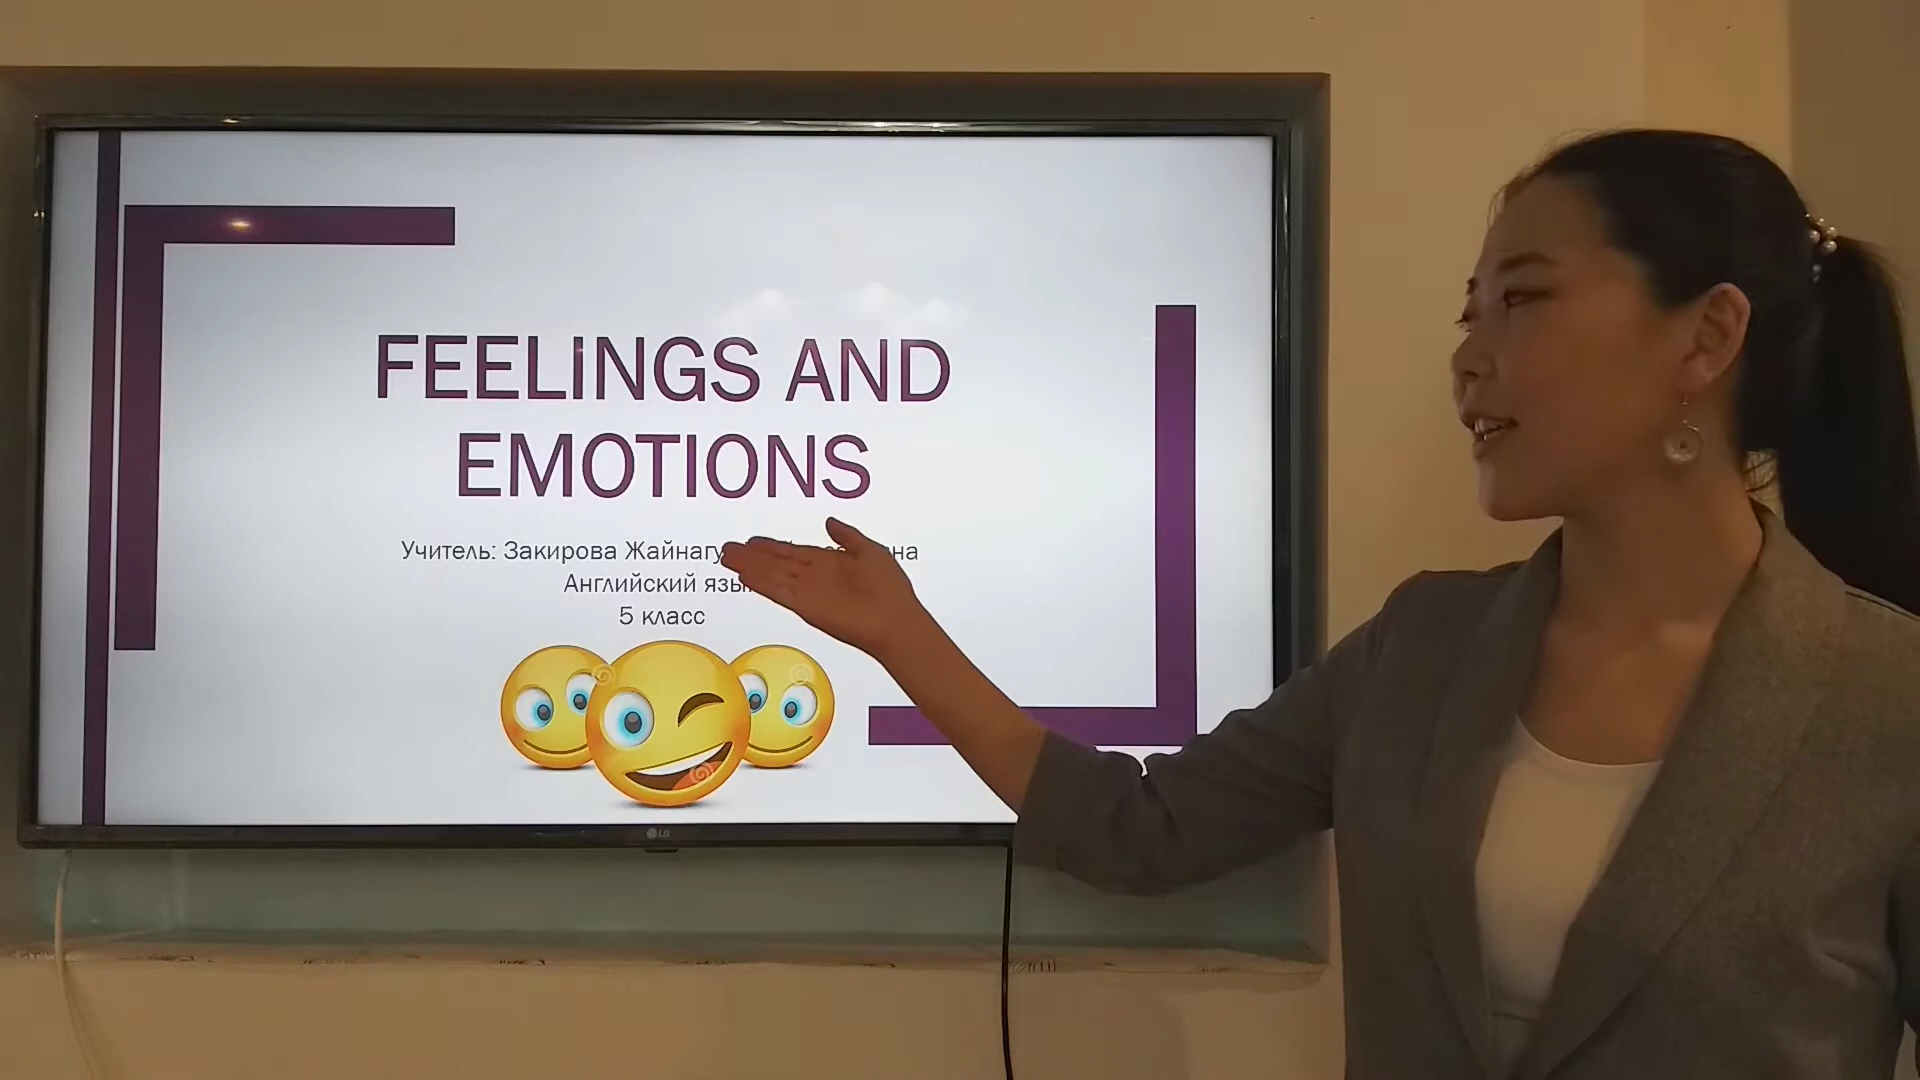 FEELINGS AND
EMOTIONS
Учитель: Закирова
Английский
5 класс
LG